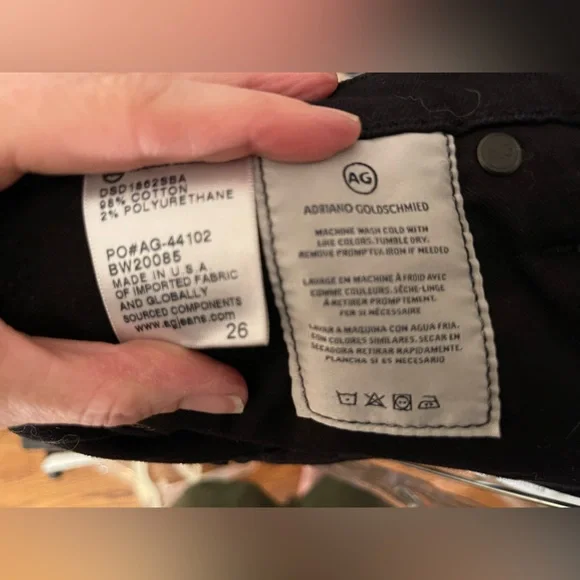 DSD1862SBA
98% COTTON
2% POLYURETHANE
PO#AG-44102
BW20085
MADE IN U.S.A
OF IMPORTED FABRIC
AND GLOBALLY
SOURCED COMPONENTS
www.agjeans.com
26
AG
ADRIANO GOLDSCHMIED
MACHINE WASH COLD WITH
LIKE COLORS. TUMBLE DRY.
REMOVE PROMPTLY. IRON IF NEEDED
LAVAGE EN MACHINE À FROID AVEC
COMME COULEURS. SÈCHE-LINGE
À RETIRER PROMPTEMENT.
FER SI NÉCESSAIRE
LAVAR A MAQUINA CON AGUA FRIA.
CON COLORES SIMILARES. SECAR EN
SECADORA RETIRAR RAPIDAMENTE.
PLANCHA SI ES NECESARIO